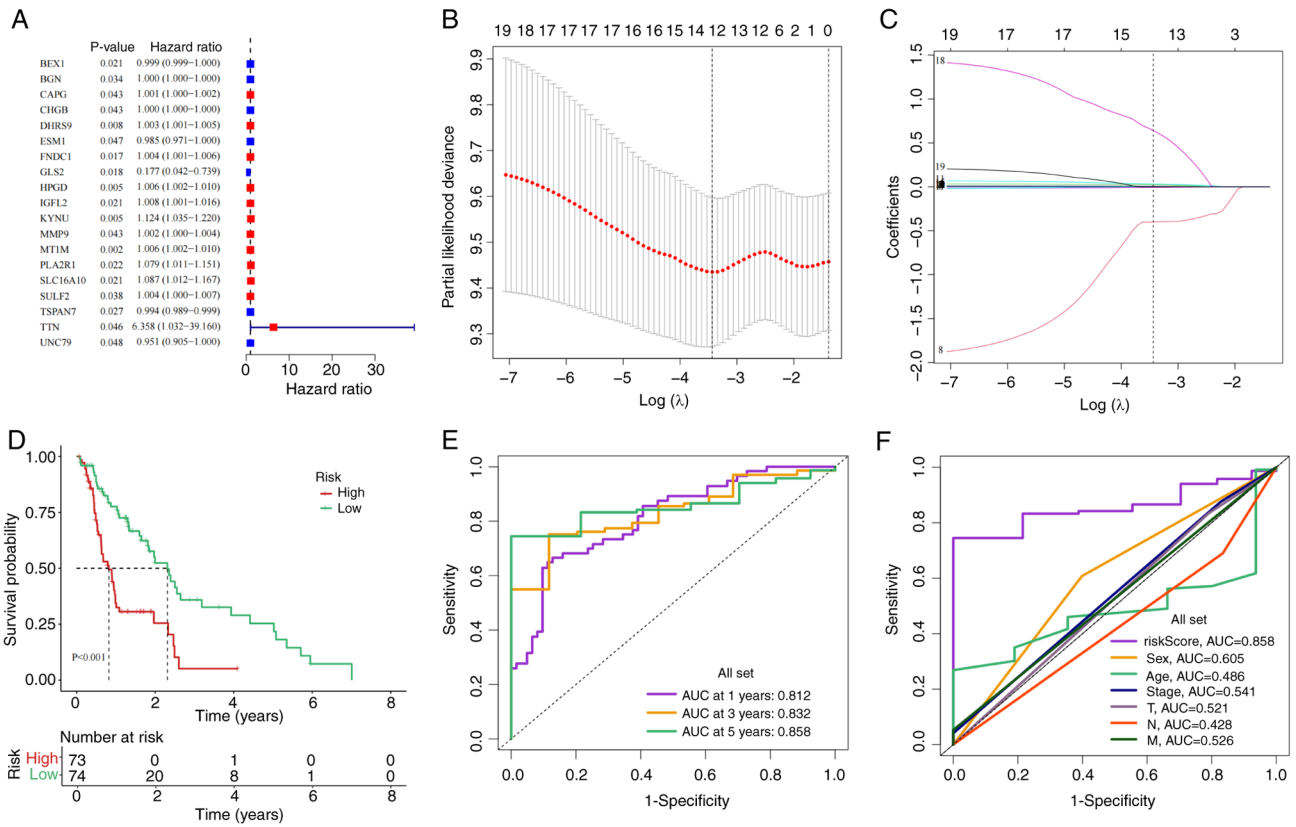 A
P-value Hazard ratio
BEX1 0.021 0.999 (0.999−1.000)
BGN 0.034 1.000 (1.000−1.000)
CAPG 0.043 1.001 (1.000−1.002)
CHGB 0.043 1.000 (1.000−1.000)
DHRS9 0.008 1.003 (1.001−1.005)
ESM1 0.047 0.985 (0.971−1.000)
FNDC1 0.017 1.004 (1.001−1.006)
GLS2 0.018 0.177 (0.042−0.739)
HPGD 0.005 1.006 (1.002−1.010)
IGFL2 0.021 1.008 (1.001−1.016)
KYNU 0.005 1.124 (1.035−1.220)
MMP9 0.043 1.002 (1.000−1.004)
MT1M 0.002 1.006 (1.002−1.010)
PLA2R1 0.022 1.079 (1.011−1.151)
SLC16A10 0.021 1.087 (1.012−1.167)
SULF2 0.038 1.004 (1.000−1.007)
TSPAN7 0.027 0.994 (0.989−0.999)
TTN 0.046 6.358 (1.032−39.160)
UNC79 0.048 0.951 (0.905−1.000)
0 10 20 30
Hazard ratio
B
19 18 17 17 17 17 16 16 15 14 12 12 6 2 1 0
9.9
9.8
9.7
9.6
9.5
9.4
9.3
Partial likelihood deviance
−7 −6 −5 −4 −3 −2
Log (λ)
C
19 17 17 15 13 3
1.5
1.0
0.5
0.0
−0.5
−1.0
−1.5
−2.0
Coefficients
18
19
8
−7 −6 −5 −4 −3 −2
Log (λ)
D
1.00
0.75
0.50
0.25
0.00
Survival probability
Risk
High
Low
P<0.001
0 2 4 6 8
Time (years)
Number at risk
Risk
High 73 0 1 0 0
Low 74 20 8 1 0
0 2 4 6 8
Time (years)
E
1.0
0.8
0.6
0.4
0.2
0.0
Sensitivity
All set
AUC at 1 years: 0.812
AUC at 3 years: 0.832
AUC at 5 years: 0.858
0.0 0.2 0.4 0.6 0.8 1.0
1-Specificity
F
1.0
0.8
0.6
0.4
0.2
0.0
Sensitivity
All set
riskScore, AUC=0.858
Sex, AUC=0.605
Age, AUC=0.486
Stage, AUC=0.541
T, AUC=0.521
N, AUC=0.428
M, AUC=0.526
0.0 0.2 0.4 0.6 0.8 1.0
1-Specificity